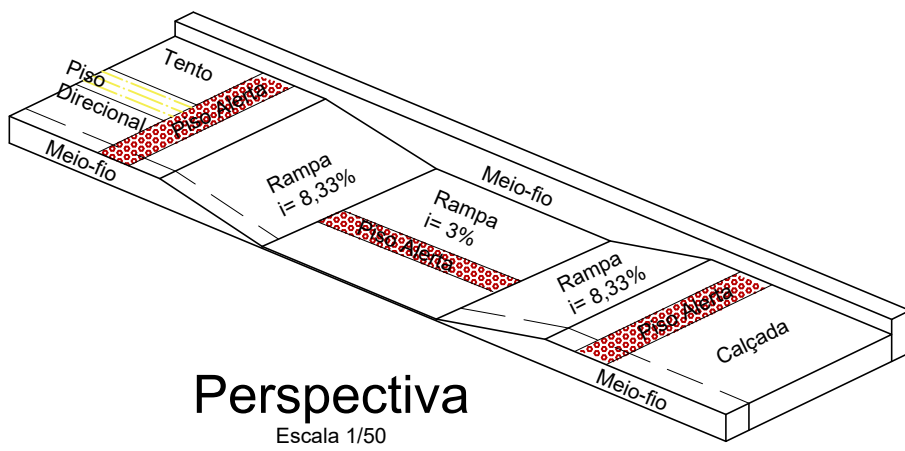 Tento
Piso
Direcional
Piso Alerta
Meio-fio
Rampa
i= 8,33%
Meio-fio
Rampa
i= 3%
Piso Alerta
Rampa
i= 8,33%
Piso Alerta
Calçada
Meio-fio
Perspectiva
Escala 1/50